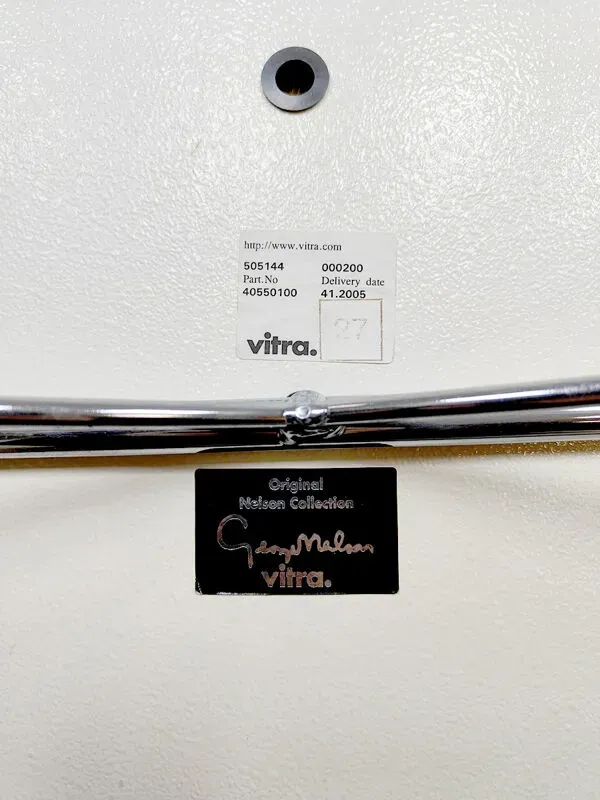 http://www.vitra.com
505144 000200
Part.No Delivery date
40550100 41.2005
27
vitra.
Original
Nelson Collection
George Nelson
vitra.